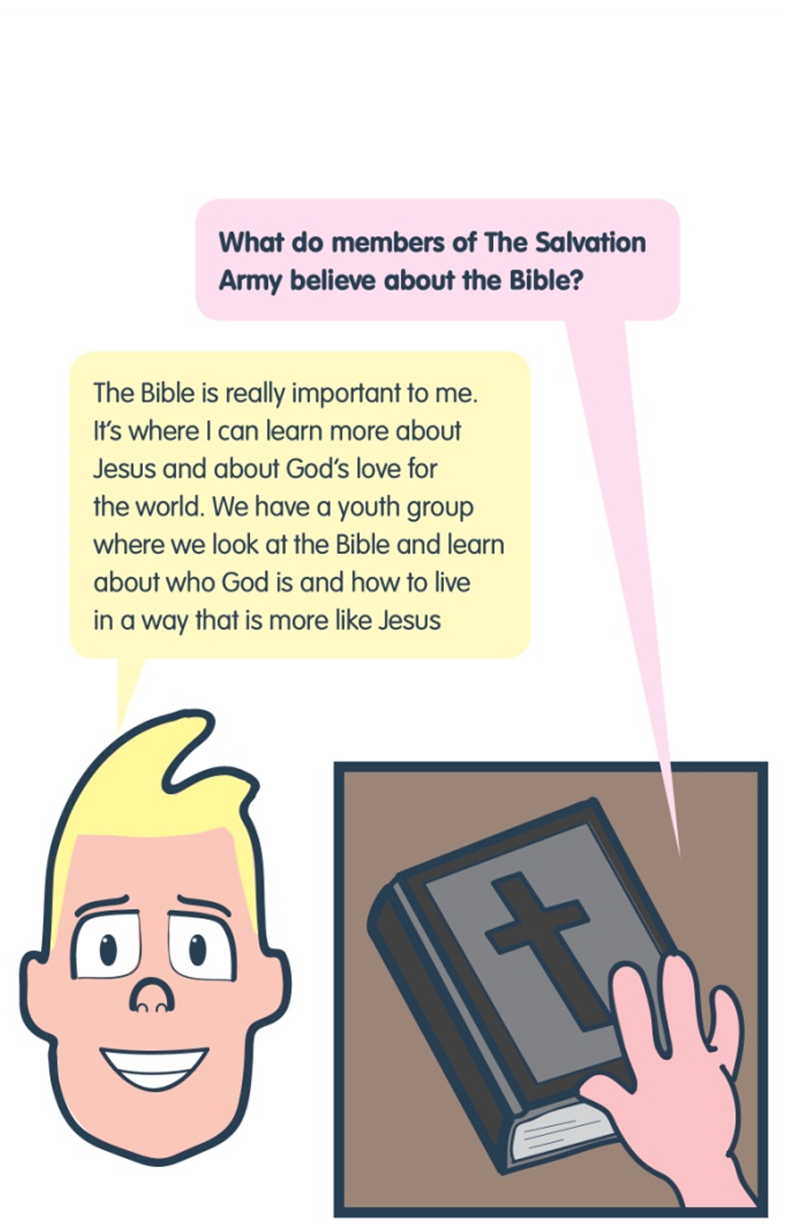 What do members of The Salvation
Army believe about the Bible?
The Bible is really important to me.
It's where I can learn more about
Jesus and about God's love for
the world. We have a youth group
where we look at the Bible and learn
about who God is and how to live
in a way that is more like Jesus